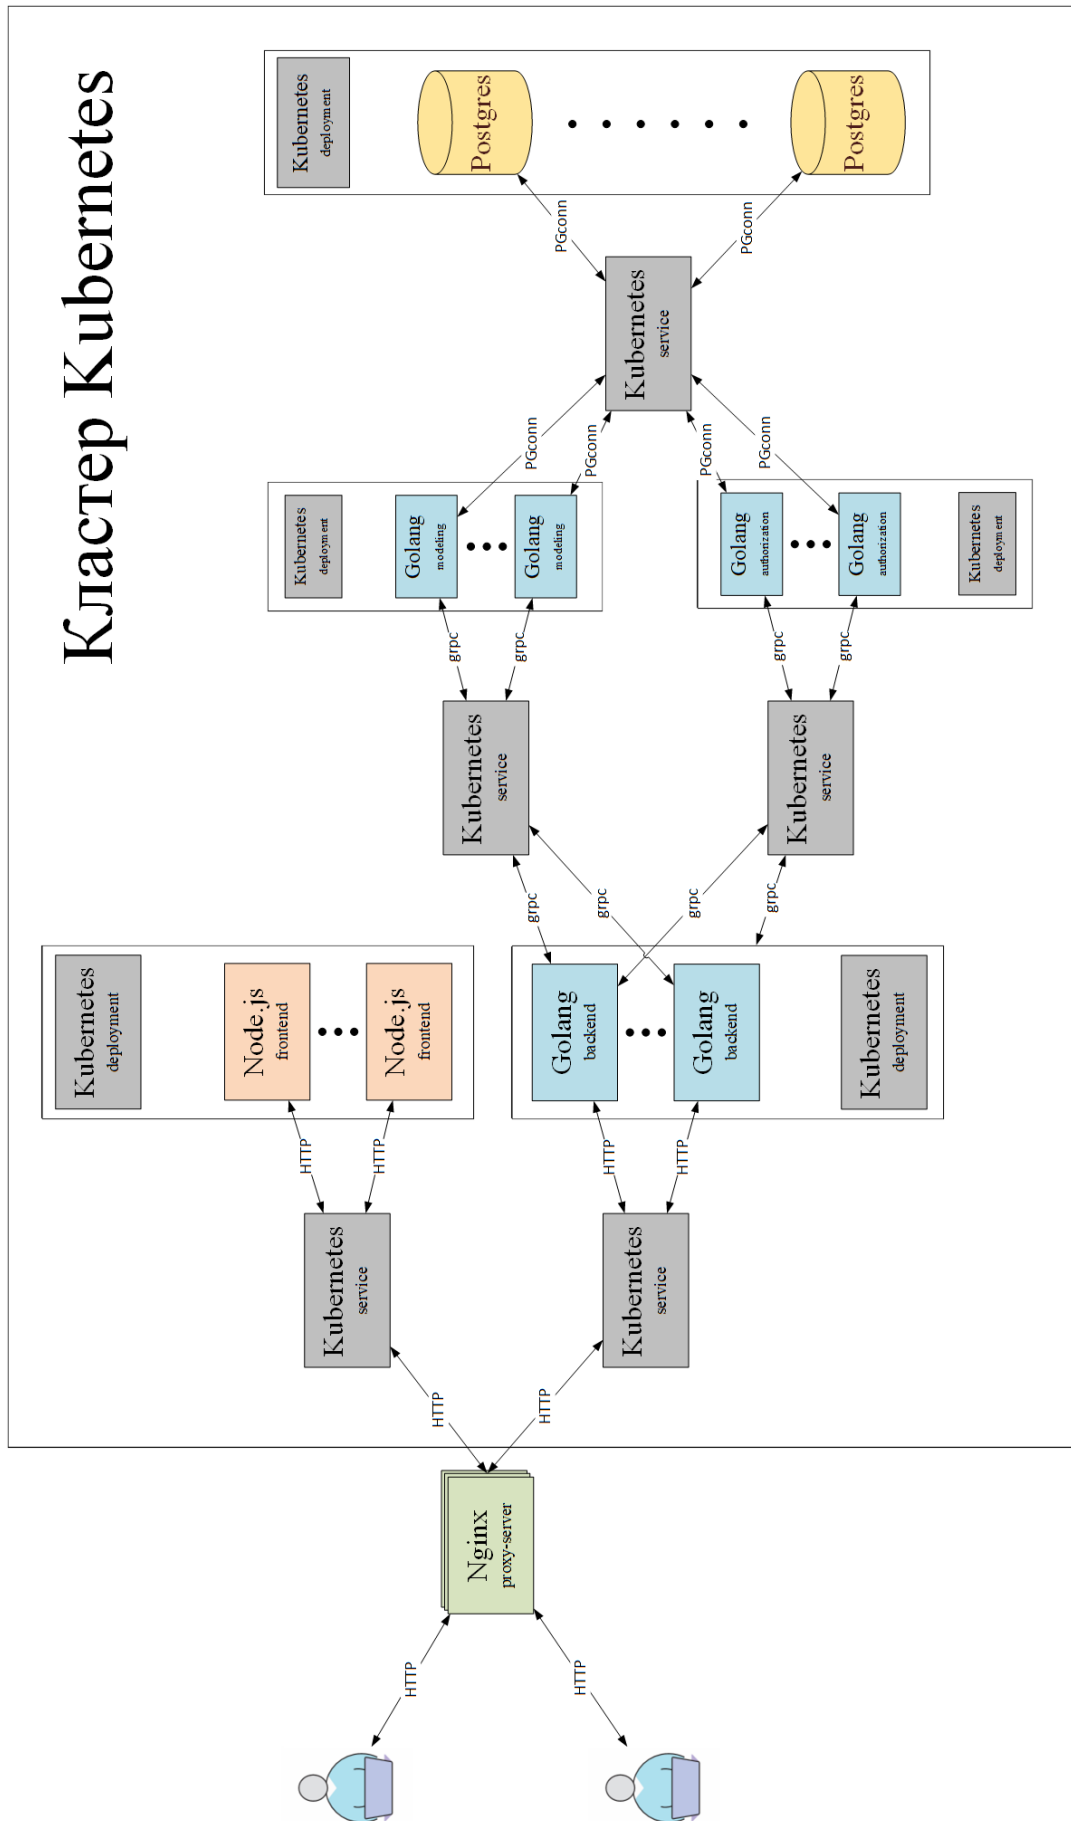 Кластер Kubernetes
HTTP
HTTP
Nginx
proxy-server
HTTP
HTTP
Kubernetes
service
HTTP
HTTP
Kubernetes
deployment
Node.js
frontend
Node.js
frontend
Kubernetes
service
HTTP
HTTP
Golang
backend
Golang
backend
Kubernetes
deployment
grpc
grpc
grpc
grpc
Kubernetes
service
grpc
grpc
Kubernetes
deployment
Golang
modeling
Golang
modeling
Kubernetes
service
grpc
grpc
Golang
authorization
Golang
authorization
Kubernetes
deployment
PGconn
PGconn
PGconn
PGconn
Kubernetes
service
PGconn
PGconn
Kubernetes
deployment
Postgres
Postgres